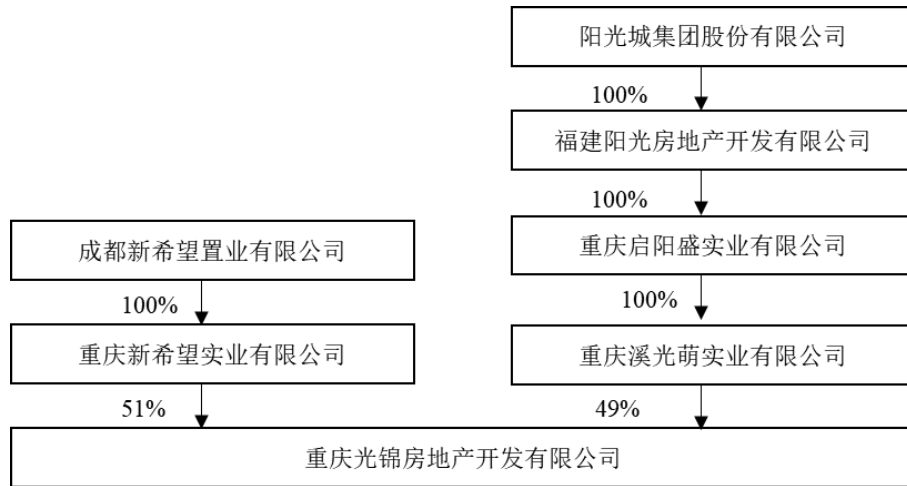 阳光城集团股份有限公司
100%
福建阳光房地产开发有限公司
100%
成都新希望置业有限公司
重庆启阳盛实业有限公司
100%
100%
重庆新希望实业有限公司
重庆溪光萌实业有限公司
51%
49%
重庆光锦房地产开发有限公司